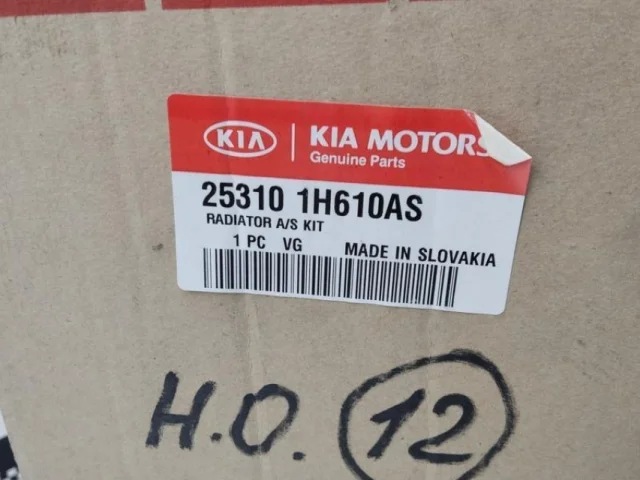 KIA KIA MOTORS
Genuine Parts
25310 1H610AS
RADIATOR A/S KIT
1 PC VG MADE IN SLOVAKIA
H.O. 12